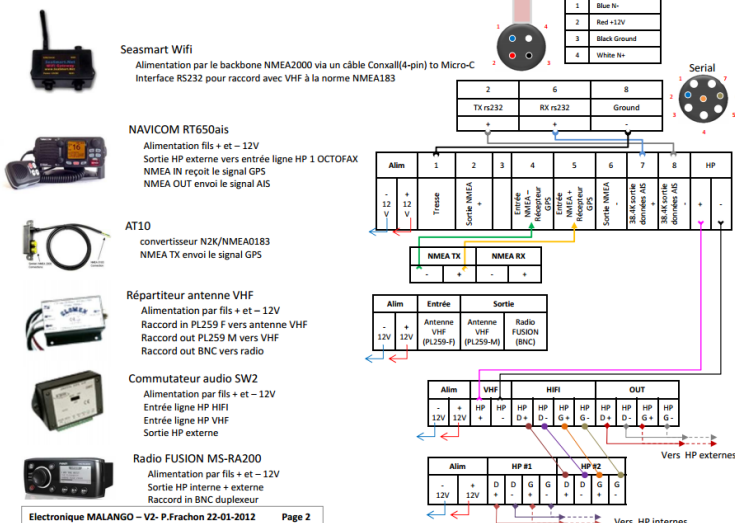 1 Blue N-
2 Red +12V
3 Black Ground
4 White N+
1 4
2 3
Serial
1 7
2
3 5
4
Seasmart Wifi
Alimentation par le backbone NMEA2000 via un câble Conxall(4-pin) to Micro-C
Interface RS232 pour raccord avec VHF à la norme NMEA183
2 6 8
TX rs232 RX rs232 Ground
+ + -
NAVICOM RT650ais
Alimentation fils + et – 12V
Sortie HP externe vers entrée ligne HP 1 OCTOFAX
NMEA IN reçoit le signal GPS
NMEA OUT envoi le signal AIS
Alim 1 2 3 4 5 6 7 8 HP
- 12 V
+ 12 V
Tresse
Sortie NMEA +
Entrée NMEA – Récepteur GPS
Entrée NMEA + Récepteur GPS
Sortie NMEA -
38.4K sortie données AIS +
38.4K sortie données AIS -
+ -
AT10
convertisseur N2K/NMEA0183
NMEA TX envoi le signal GPS
NMEA TX NMEA RX
- + - +
Répartiteur antenne VHF
Alimentation par fils + et – 12V
Raccord in PL259 F vers antenne VHF
Raccord out PL259 M vers VHF
Raccord out BNC vers radio
GLOMEX
Alim Entrée Sortie
- 12V
+ 12V
Antenne VHF (PL259-F)
Antenne VHF (PL259-M)
Radio FUSION (BNC)
Commutateur audio SW2
Alimentation par fils + et – 12V
Entrée ligne HP HIFI
Entrée ligne HP VHF
Sortie HP externe
Alim VHF HIFI OUT
- + HP HP HP HP HP HP HP HP HP HP
12V 12V + - D + D - G + G - D + D - G + G -
Vers HP externes
Radio FUSION MS-RA200
Alimentation par fils + et – 12V
Sortie HP interne + externe
Raccord in BNC duplexeur
Alim HP #1 HP #2
- + D D G G D D G G
12V 12V + - + - + - + -
Vers HP internes
Electronique MALANGO – V2- P.Frachon 22-01-2012 Page 2